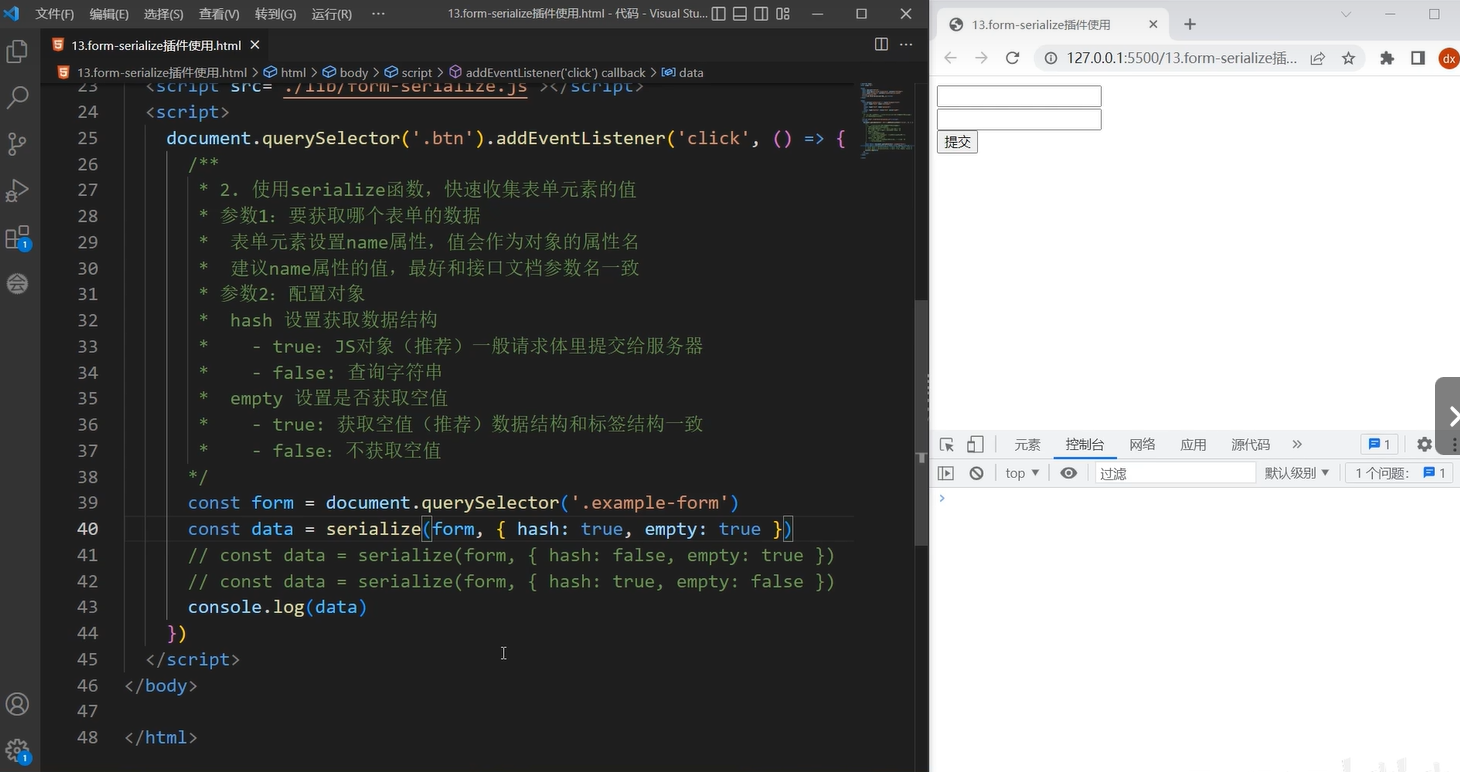 文件(F) 编辑(E) 选择(S) 查看(V) 转到(G) 运行(R) ··· 13.form-serialize插件使用.html - 代码 - Visual Stu...
13.form-serialize插件使用.html
13.form-serialize插件使用.html > html > body > script > addEventListener('click') callback > data
23 <script src="./lib/form-serialize.js"></script>
24 <script>
25 document.querySelector('.btn').addEventListener('click', () => {
26 /**
27 * 2. 使用serialize函数，快速收集表单元素的值
28 * 参数1：要获取哪个表单的数据
29 * 表单元素设置name属性，值会作为对象的属性名
30 * 建议name属性的值，最好和接口文档参数名一致
31 * 参数2：配置对象
32 * hash 设置获取数据结构
33 * - true：JS对象（推荐）一般请求体里提交给服务器
34 * - false: 查询字符串
35 * empty 设置是否获取空值
36 * - true: 获取空值（推荐）数据结构和标签结构一致
37 * - false：不获取空值
38 */
39 const form = document.querySelector('.example-form')
40 const data = serialize(form, { hash: true, empty: true })
41 // const data = serialize(form, { hash: false, empty: true })
42 // const data = serialize(form, { hash: true, empty: false })
43 console.log(data)
44 })
45 </script>
46 </body>
47
48 </html>
1
1
13.form-serialize插件使用
127.0.0.1:5500/13.form-serialize插... dx
提交
元素 控制台 网络 应用 源代码 » 1
top 过滤 默认级别 1 个问题: 1